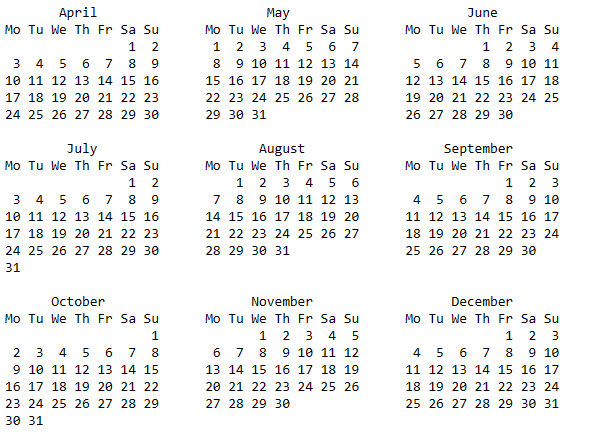 April                     May                      June
Mo Tu We Th Fr Sa Su      Mo Tu We Th Fr Sa Su      Mo Tu We Th Fr Sa Su
                1  2       1  2  3  4  5  6  7                1  2  3  4
 3  4  5  6  7  8  9       8  9 10 11 12 13 14       5  6  7  8  9 10 11
10 11 12 13 14 15 16      15 16 17 18 19 20 21      12 13 14 15 16 17 18
17 18 19 20 21 22 23      22 23 24 25 26 27 28      19 20 21 22 23 24 25
24 25 26 27 28 29 30      29 30 31                  26 27 28 29 30

        July                    August                  September
Mo Tu We Th Fr Sa Su      Mo Tu We Th Fr Sa Su      Mo Tu We Th Fr Sa Su
                1  2          1  2  3  4  5  6                   1  2  3
 3  4  5  6  7  8  9       7  8  9 10 11 12 13       4  5  6  7  8  9 10
10 11 12 13 14 15 16      14 15 16 17 18 19 20      11 12 13 14 15 16 17
17 18 19 20 21 22 23      21 22 23 24 25 26 27      18 19 20 21 22 23 24
24 25 26 27 28 29 30      28 29 30 31               25 26 27 28 29 30
31

      October                  November                  December
Mo Tu We Th Fr Sa Su      Mo Tu We Th Fr Sa Su      Mo Tu We Th Fr Sa Su
                   1             1  2  3  4  5                   1  2  3
 2  3  4  5  6  7  8       6  7  8  9 10 11 12       4  5  6  7  8  9 10
 9 10 11 12 13 14 15      13 14 15 16 17 18 19      11 12 13 14 15 16 17
16 17 18 19 20 21 22      20 21 22 23 24 25 26      18 19 20 21 22 23 24
23 24 25 26 27 28 29      27 28 29 30               25 26 27 28 29 30 31
30 31